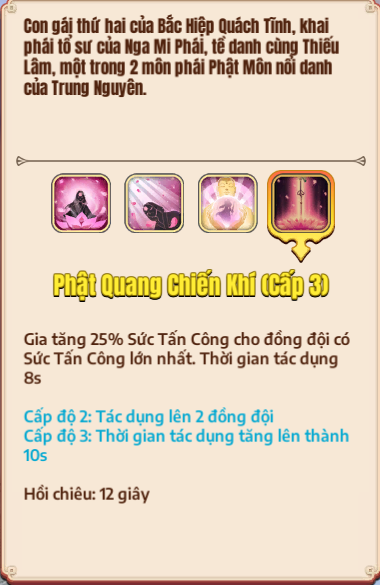 Con gái thứ hai của Bắc Hiệp Quách Tĩnh, khai
phái tổ sư của Nga Mi Phái, tề danh cùng Thiếu
Lâm, một trong 2 môn phái Phật Môn nổi danh
của Trung Nguyên.
Phật Quang Chiến Khí (Cấp 3)
Gia tăng 25% Sức Tấn Công cho đồng đội có
Sức Tấn Công lớn nhất. Thời gian tác dụng
8s
Cấp độ 2: Tác dụng lên 2 đồng đội
Cấp độ 3: Thời gian tác dụng tăng lên thành
10s
Hồi chiêu: 12 giây